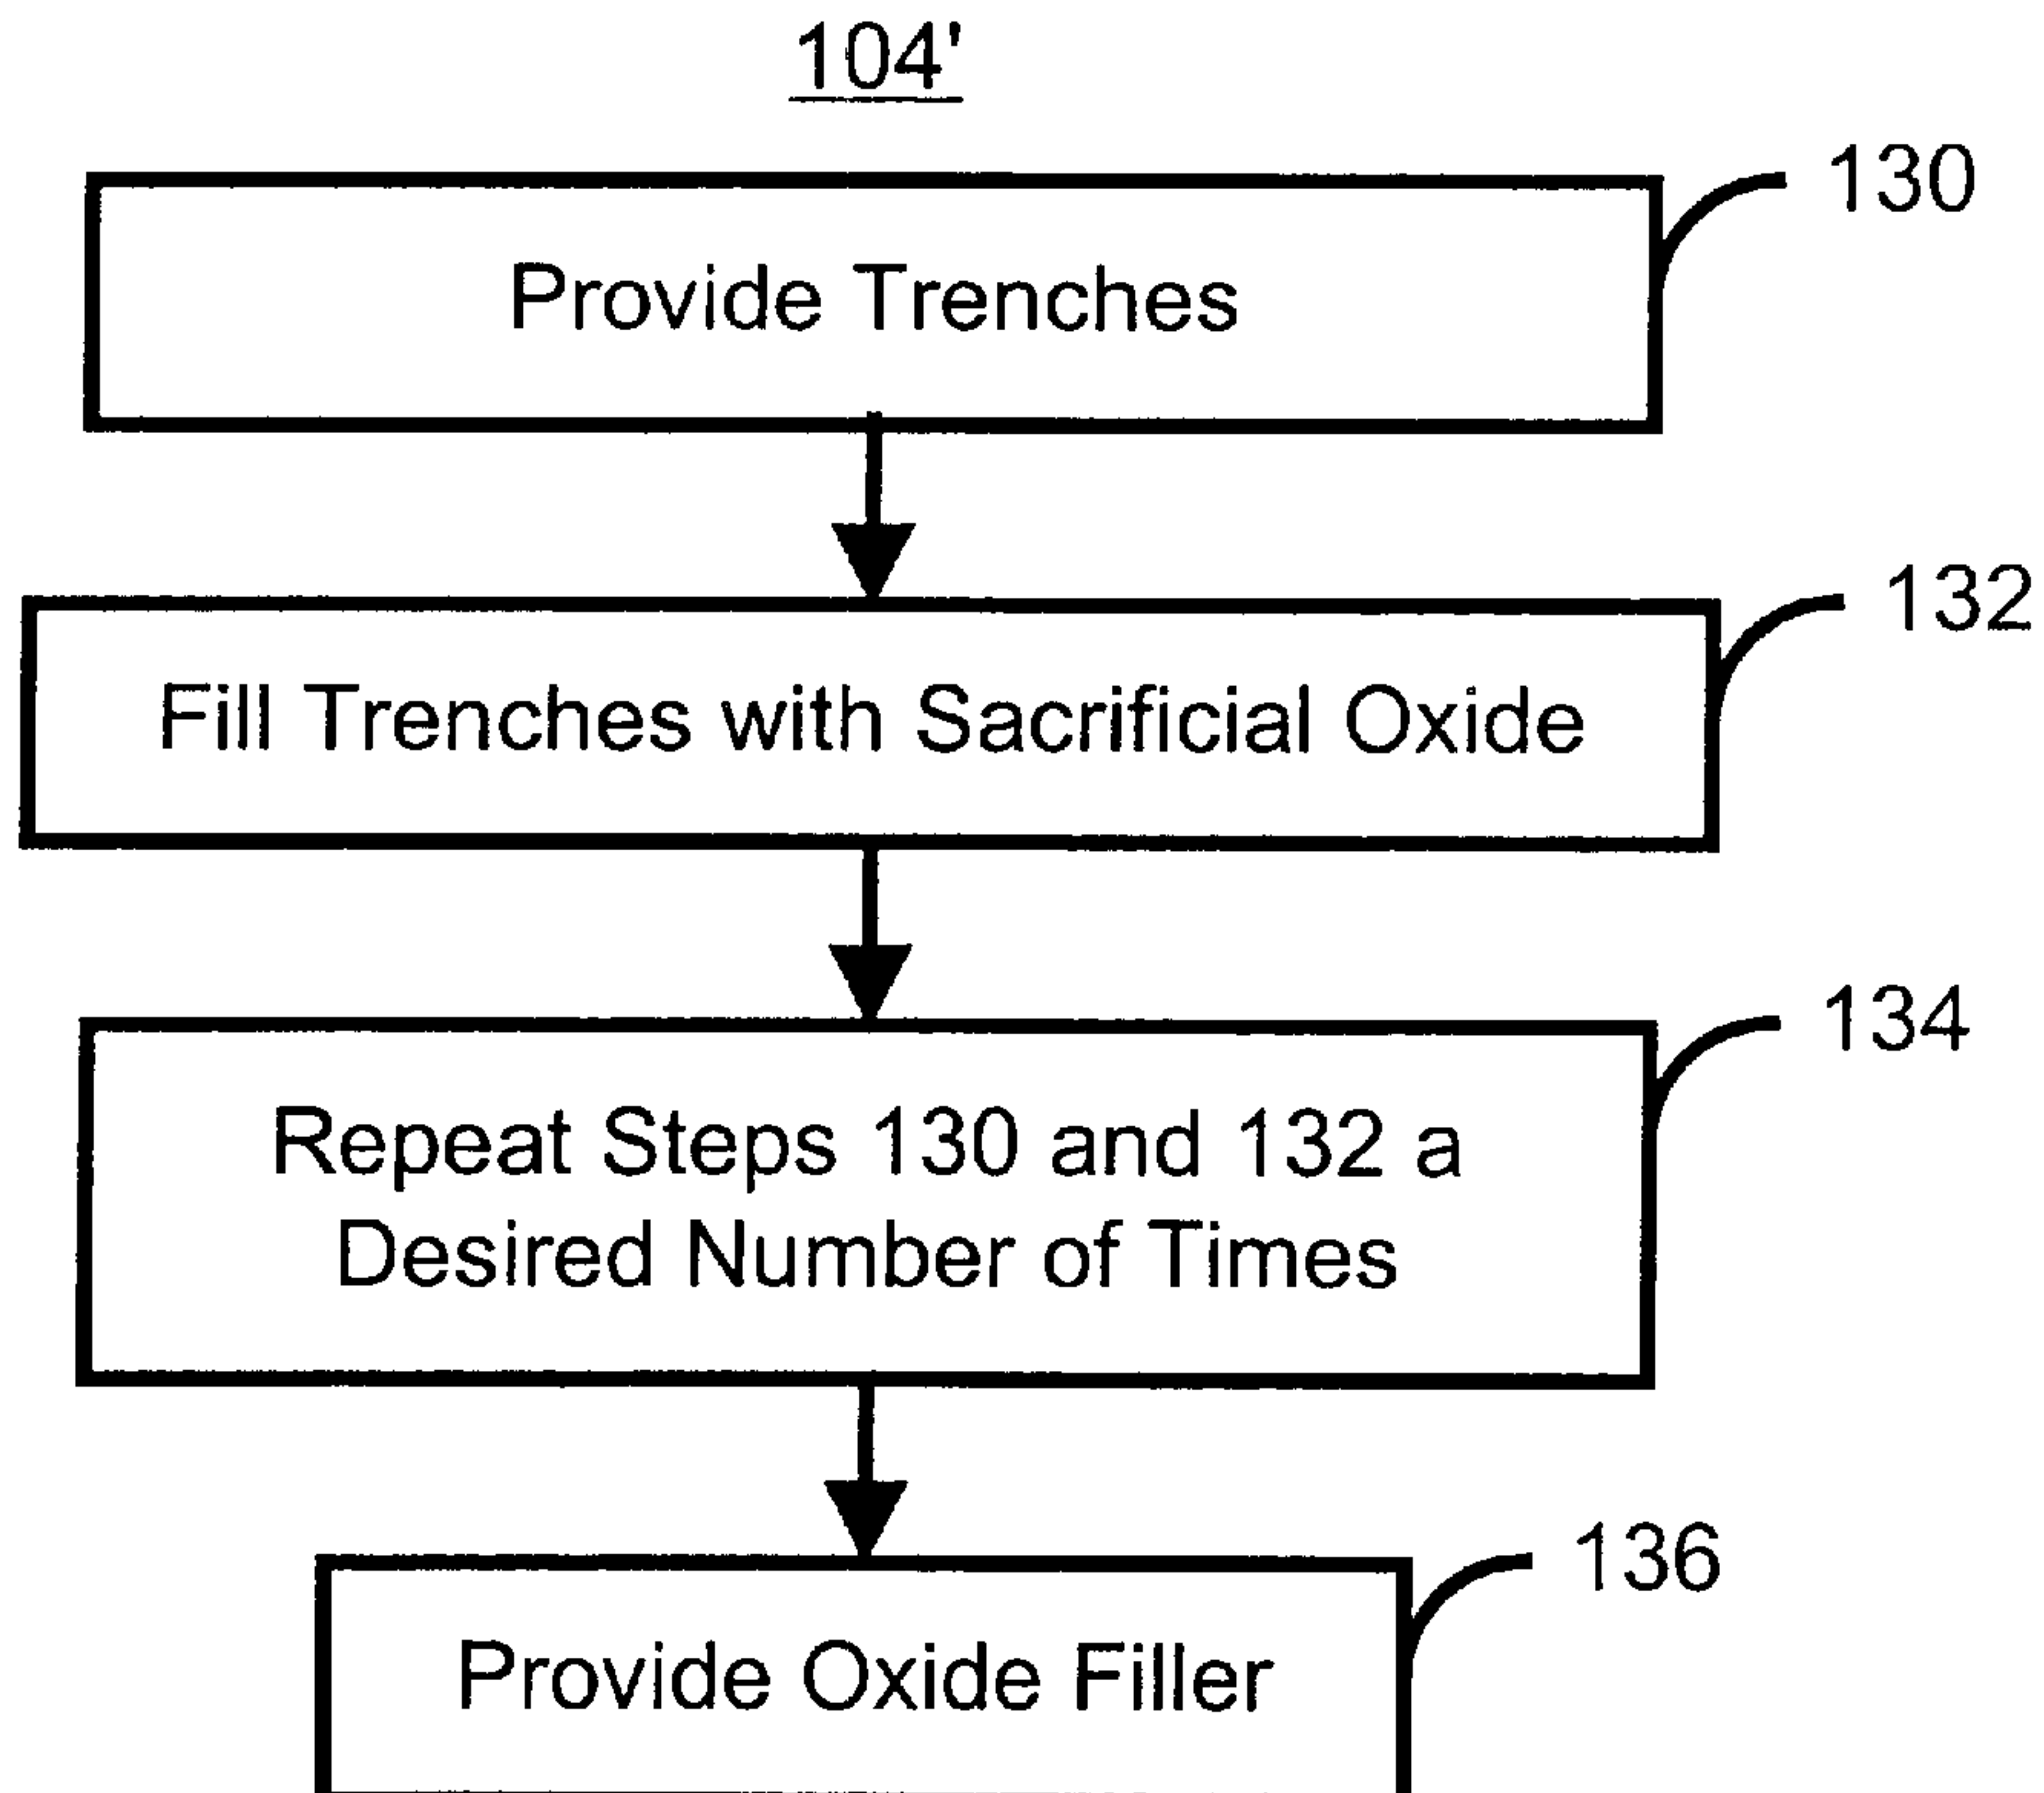 104'
130
Provide Trenches
132
Fill Trenches with Sacrificial Oxide
134
Repeat Steps 130 and 132 a
Desired Number of Times
136
Provide Oxide Filler